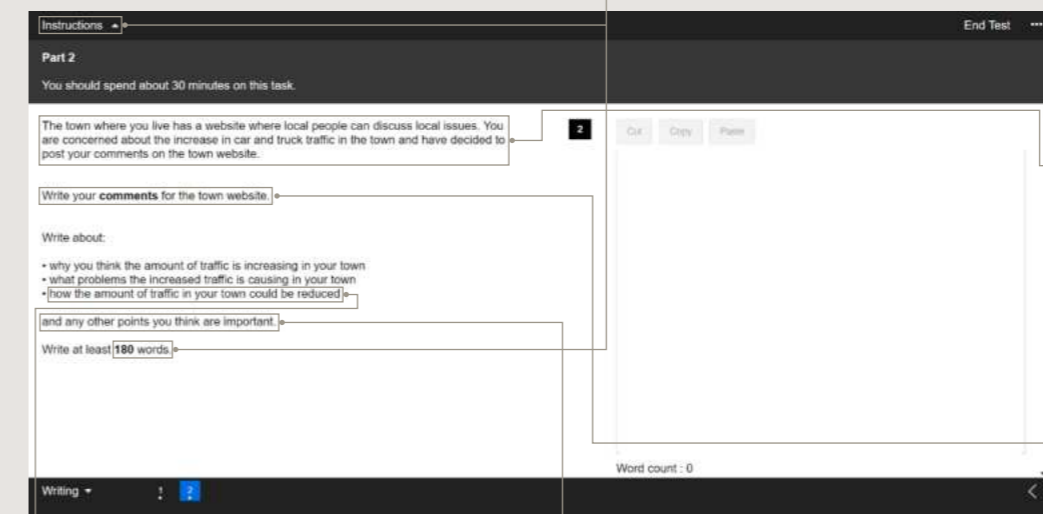 Instructions
End Test
Part 2
You should spend about 30 minutes on this task.
The town where you live has a website where local people can discuss local issues. You
are concerned about the increase in car and truck traffic in the town and have decided to
post your comments on the town website.
2
Cut Copy Paste
Write your comments for the town website.
Write about:
• why you think the amount of traffic is increasing in your town
• what problems the increased traffic is causing in your town
• how the amount of traffic in your town could be reduced
and any other points you think are important.
Write at least 180 words.
Word count : 0
Writing
1 2